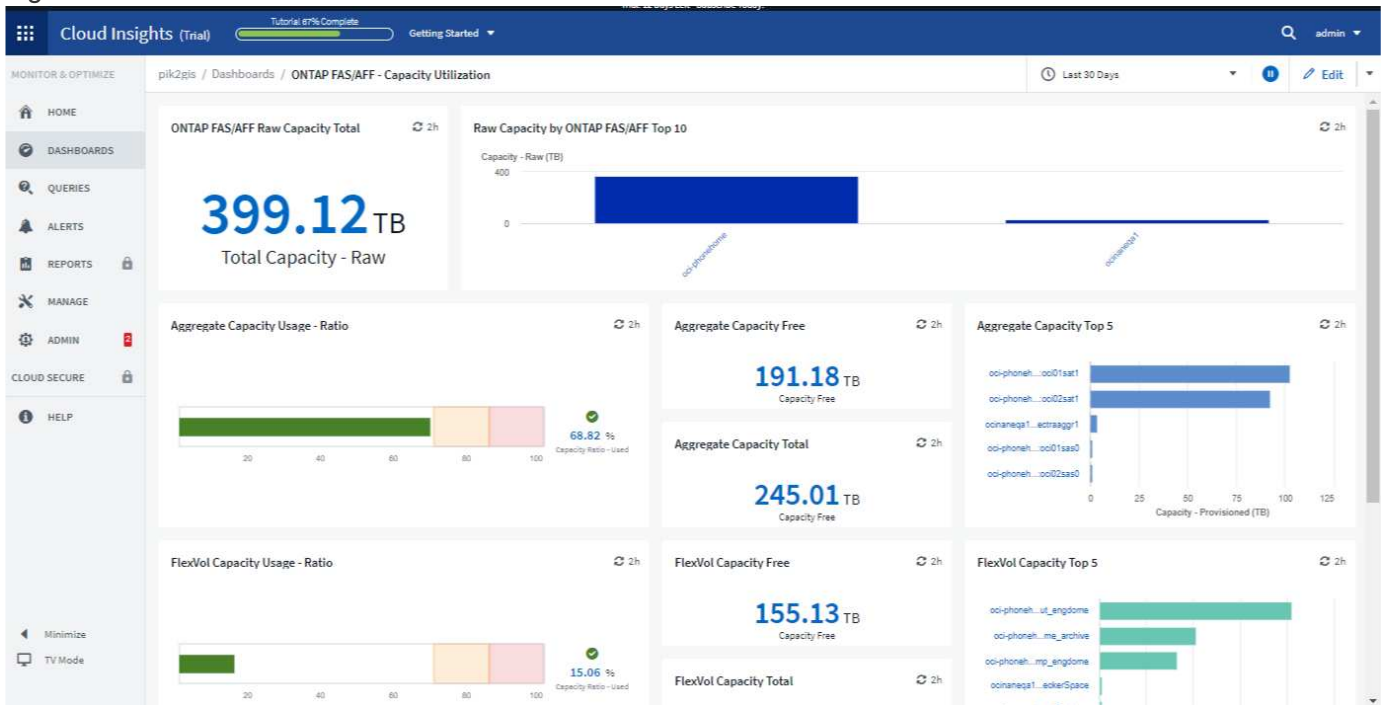 Cloud Insights (Trial)
Tutorial 67% Complete
Getting Started
admin
MONITOR & OPTIMIZE
pik2gis / Dashboards / ONTAP FAS/AFF - Capacity Utilization
Last 30 Days
Edit
HOME
DASHBOARDS
QUERIES
ALERTS
REPORTS
MANAGE
ADMIN
2
CLOUD SECURE
HELP
Minimize
TV Mode
ONTAP FAS/AFF Raw Capacity Total
2h
399.12 TB
Total Capacity - Raw
Raw Capacity by ONTAP FAS/AFF Top 10
2h
Capacity - Raw (TB)
400
0
oci-phonehome
ocinaneqa1
Aggregate Capacity Usage - Ratio
2h
20 40 60 80 100
68.82 %
Capacity Ratio - Used
Aggregate Capacity Free
2h
191.18 TB
Capacity Free
Aggregate Capacity Total
2h
245.01 TB
Capacity Free
Aggregate Capacity Top 5
2h
oci-phoneh...:oci01sat1
oci-phoneh...:oci02sat1
ocinaneqa1...ectraaggr1
oci-phoneh...:oci01sas0
oci-phoneh...:oci02sas0
0 25 50 75 100 125
Capacity - Provisioned (TB)
FlexVol Capacity Usage - Ratio
2h
20 40 60 80 100
15.06 %
Capacity Ratio - Used
FlexVol Capacity Free
2h
155.13 TB
Capacity Free
FlexVol Capacity Total
2h
FlexVol Capacity Top 5
2h
oci-phoneh...ut_engdome
oci-phoneh...me_archive
oci-phoneh...mp_engdome
ocinaneqa1...eckerSpace